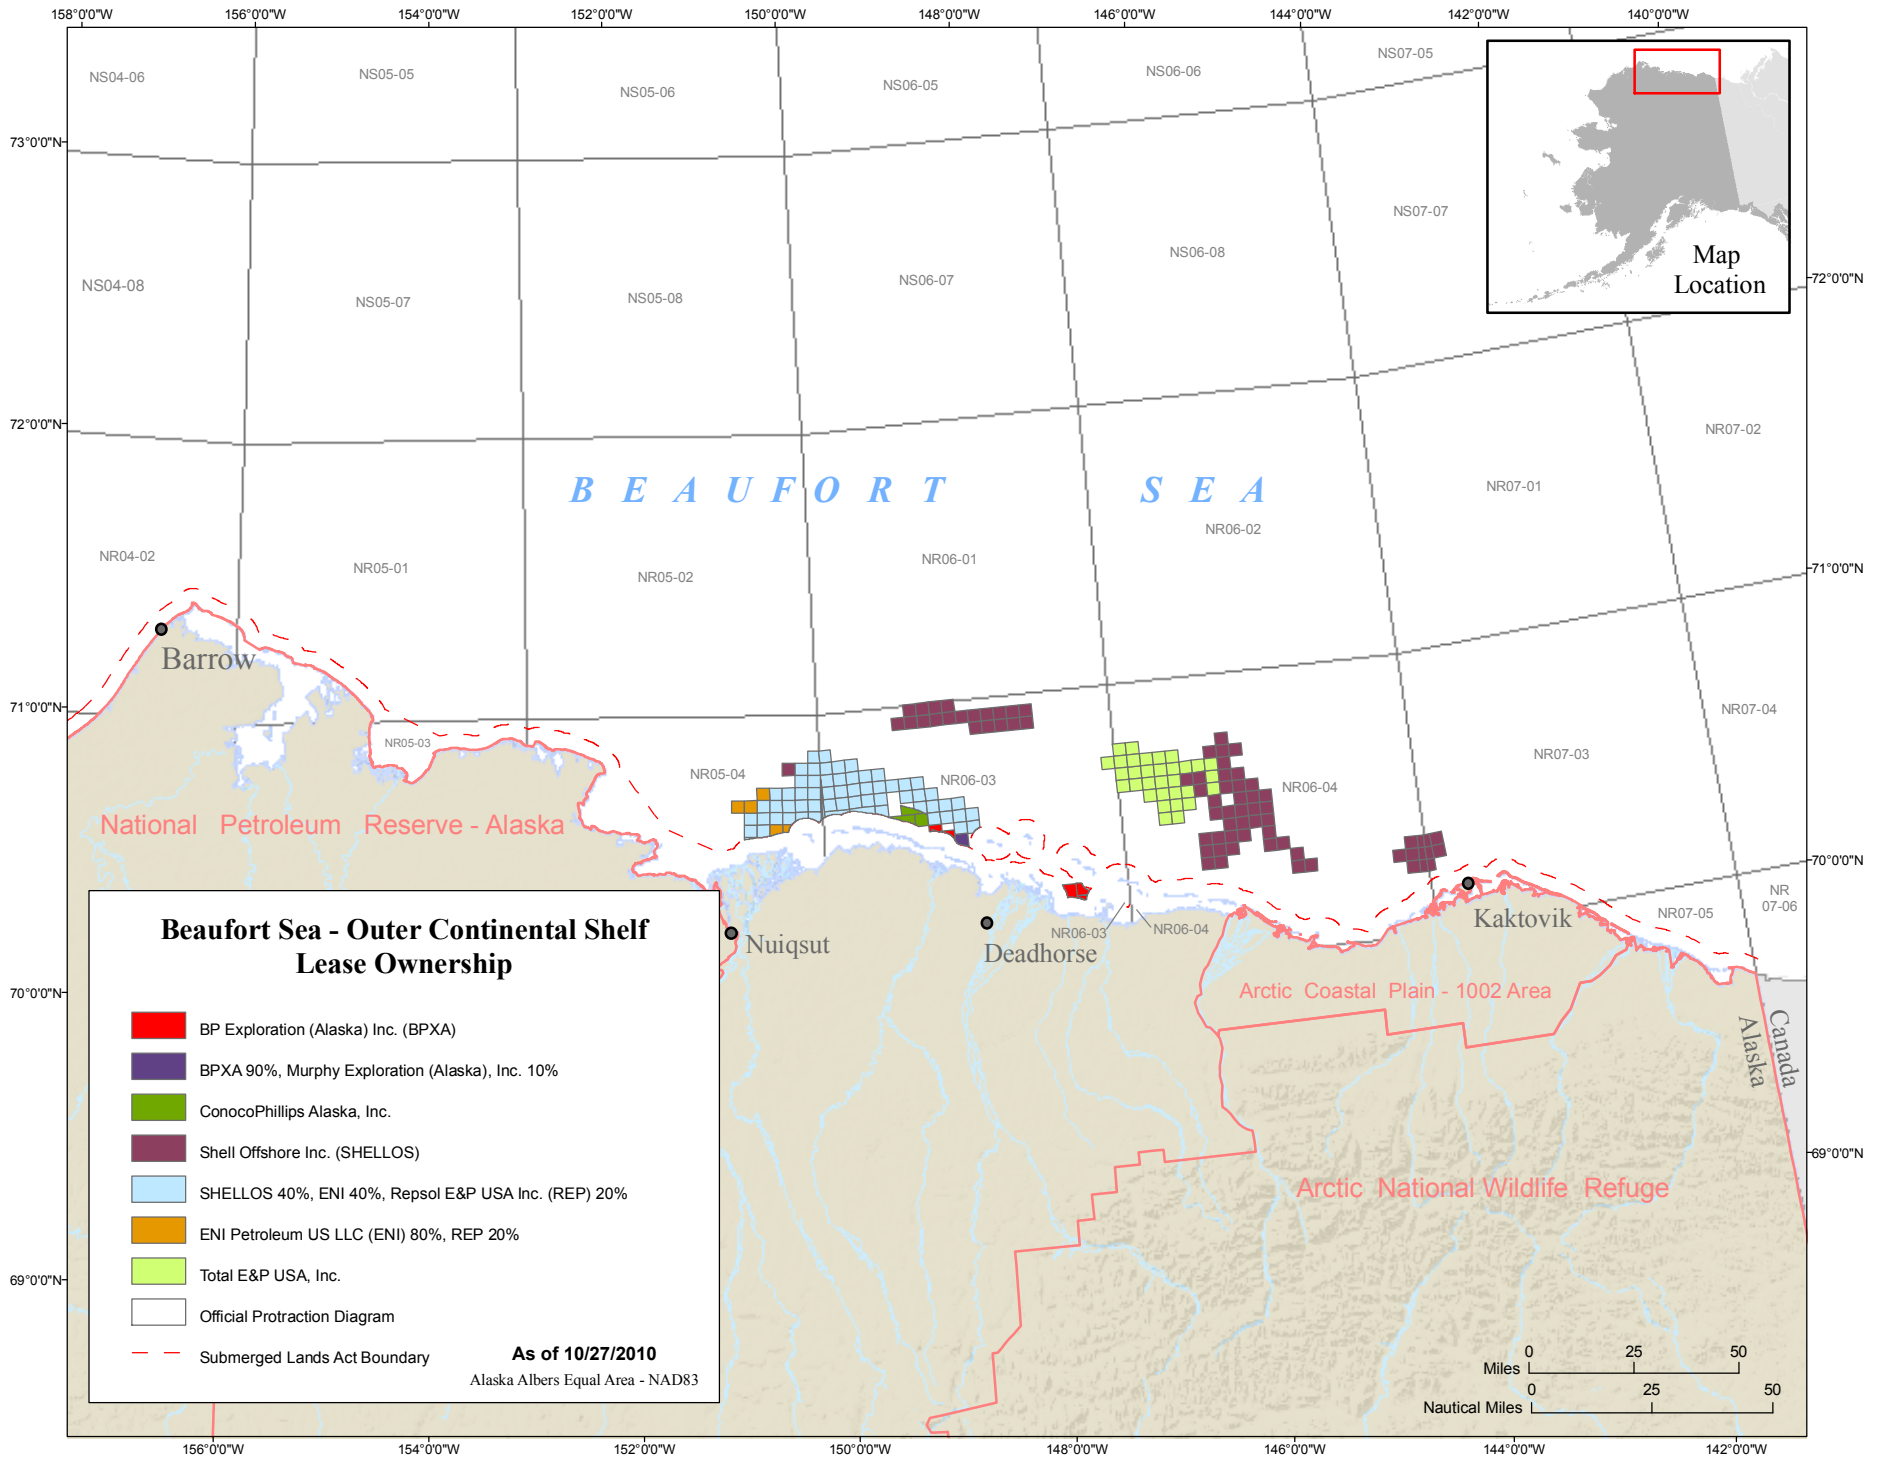 158°0'0"W
156°0'0"W
154°0'0"W
152°0'0"W
150°0'0"W
148°0'0"W
146°0'0"W
144°0'0"W
142°0'0"W
140°0'0"W
NS04-06
NS05-05
NS05-06
NS06-05
NS06-06
NS07-05
73°0'0"N
NS04-08
NS05-07
NS05-08
NS06-07
NS06-08
NS07-07
Map
Location
72°0'0"N
72°0'0"N
BEAUFORT SEA
NR04-02
NR05-01
NR05-02
NR06-01
NR06-02
NR07-01
NR07-02
71°0'0"N
71°0'0"N
Barrow
NR05-03
NR05-04
NR06-03
NR06-04
NR07-03
NR07-04
National Petroleum Reserve - Alaska
70°0'0"N
70°0'0"N
NR
07-06
NR07-05
Kaktovik
Nuiqsut
Deadhorse
NR06-03
NR06-04
Arctic Coastal Plain - 1002 Area
Canada
Alaska
Arctic National Wildlife Refuge
69°0'0"N
69°0'0"N
Beaufort Sea - Outer Continental Shelf
Lease Ownership
BP Exploration (Alaska) Inc. (BPXA)
BPXA 90%, Murphy Exploration (Alaska), Inc. 10%
ConocoPhillips Alaska, Inc.
Shell Offshore Inc. (SHELLOS)
SHELLOS 40%, ENI 40%, Repsol E&P USA Inc. (REP) 20%
ENI Petroleum US LLC (ENI) 80%, REP 20%
Total E&P USA, Inc.
Official Protraction Diagram
Submerged Lands Act Boundary
As of 10/27/2010
Alaska Albers Equal Area - NAD83
0 25 50
Miles
0 25 50
Nautical Miles
156°0'0"W
154°0'0"W
152°0'0"W
150°0'0"W
148°0'0"W
146°0'0"W
144°0'0"W
142°0'0"W